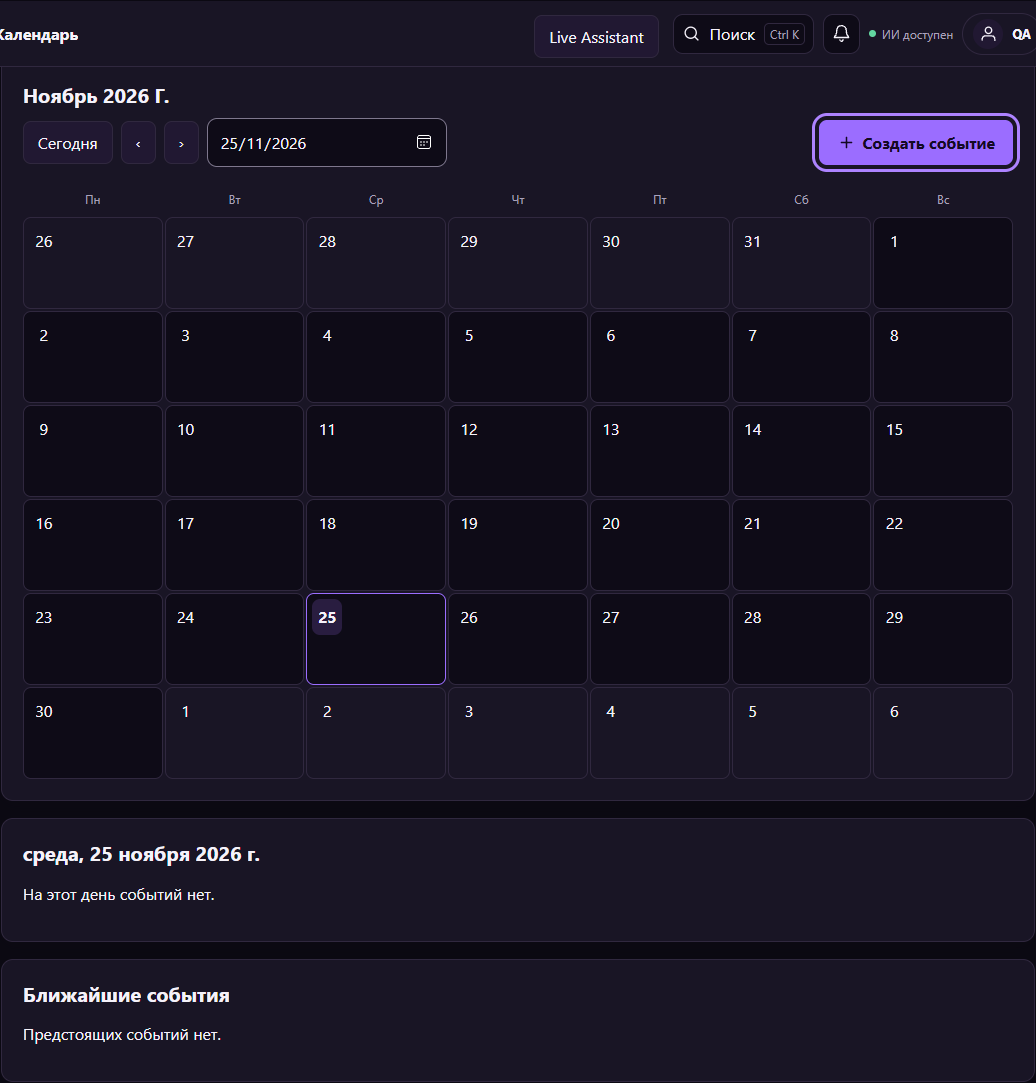 Календарь
Live Assistant
Поиск Ctrl K
ИИ доступен
QA
Ноябрь 2026 Г.
Сегодня ‹ › 25/11/2026
+ Создать событие
Пн Вт Ср Чт Пт Сб Вс
26 27 28 29 30 31 1
2 3 4 5 6 7 8
9 10 11 12 13 14 15
16 17 18 19 20 21 22
23 24 25 26 27 28 29
30 1 2 3 4 5 6
среда, 25 ноября 2026 г.
На этот день событий нет.
Ближайшие события
Предстоящих событий нет.